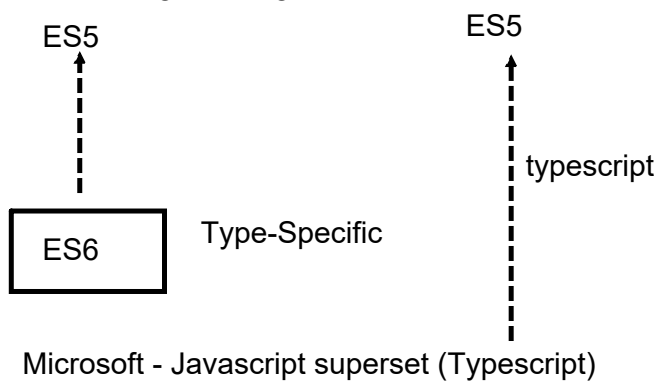 ES5
ES5
typescript
Type-Specific
ES6
Microsoft - Javascript superset (Typescript)